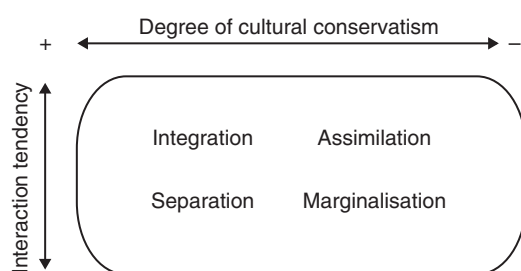 Degree of cultural conservatism
+ –
Interaction tendency
Integration Assimilation
Separation Marginalisation